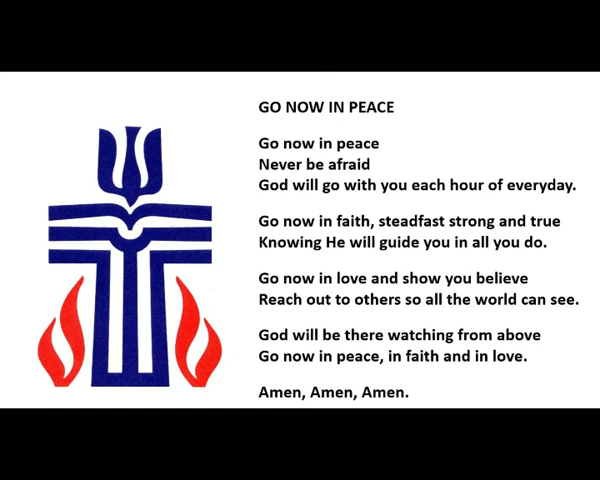 GO NOW IN PEACE
Go now in peace
Never be afraid
God will go with you each hour of everyday.
Go now in faith, steadfast strong and true
Knowing He will guide you in all you do.
Go now in love and show you believe
Reach out to others so all the world can see.
God will be there watching from above
Go now in peace, in faith and in love.
Amen, Amen, Amen.